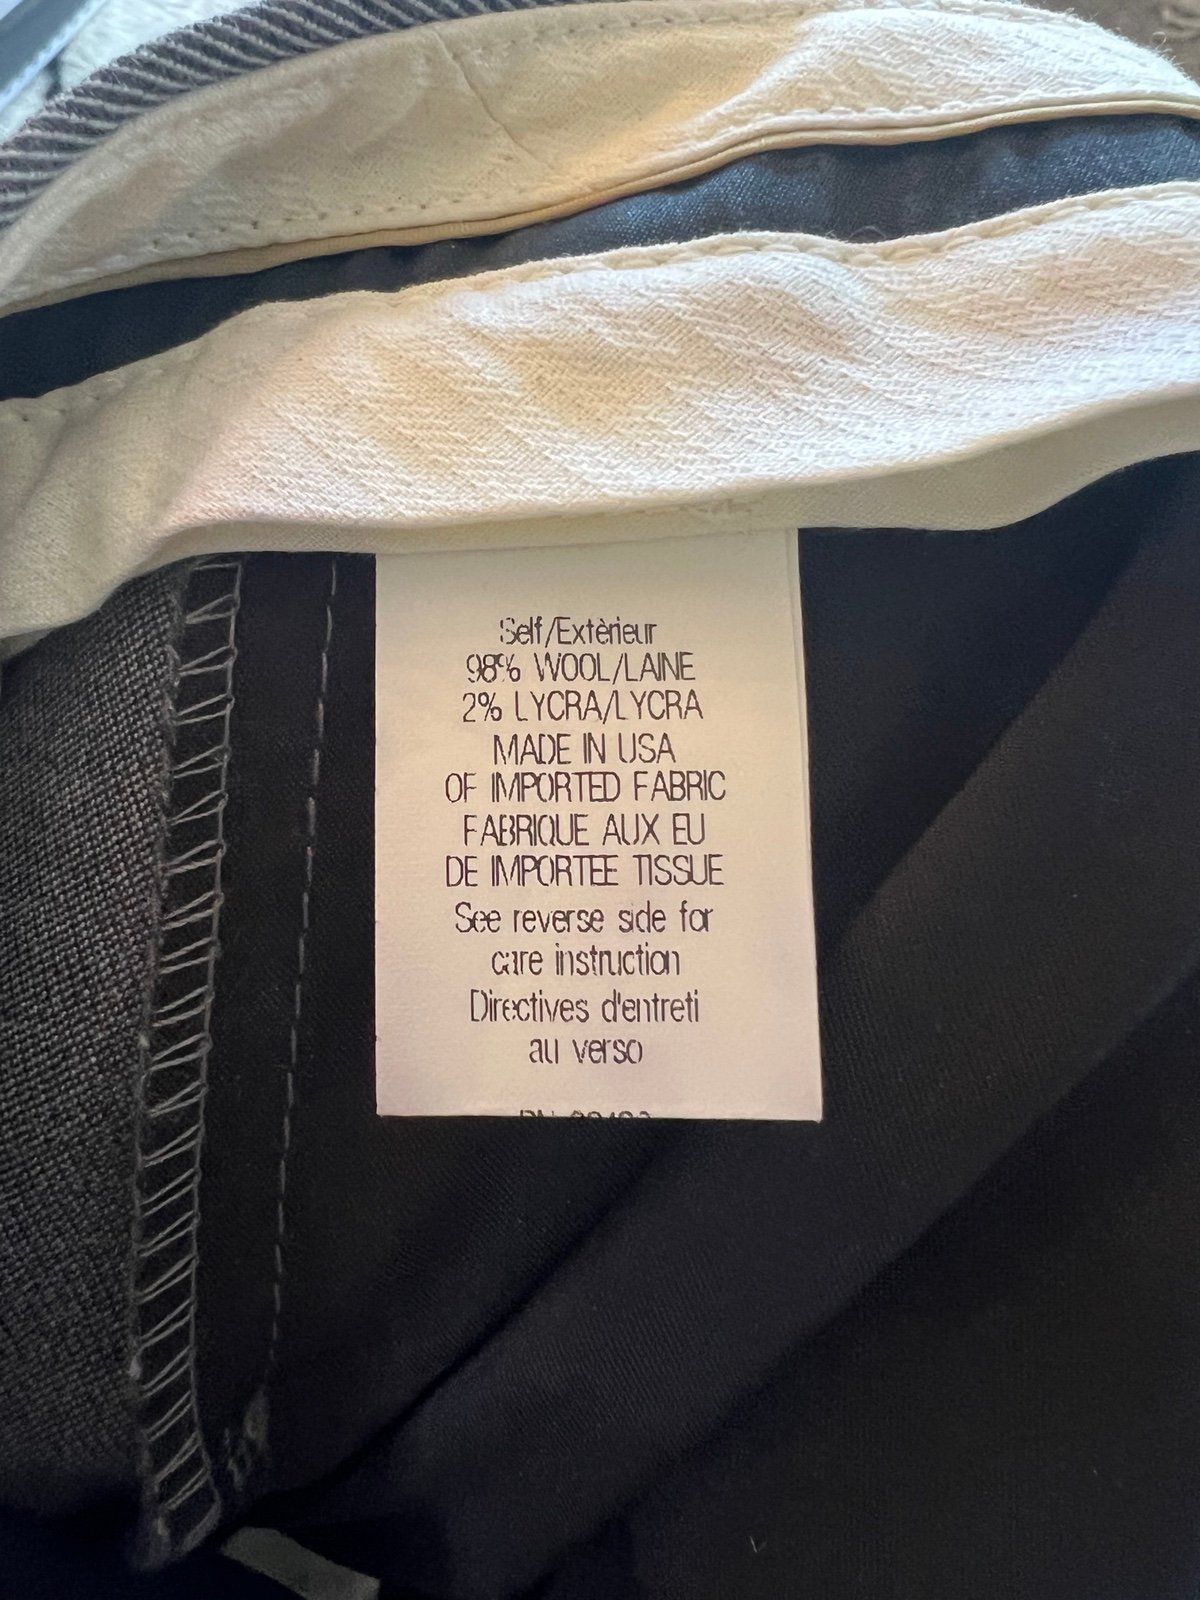 Self/Extèrieur
98% WOOL/LAINE
2% LYCRA/LYCRA
MADE IN USA
OF IMPORTED FABRIC
FABRIQUE AUX EU
DE IMPORTEE TISSUE
See reverse side for
care instruction
Directives d'entreti
au verso